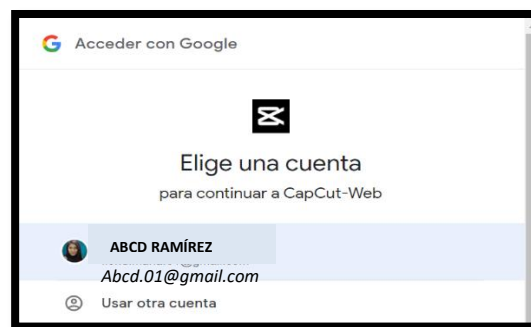 Acceder con Google
Elige una cuenta
para continuar a CapCut-Web
ABCD RAMÍREZ
Abcd.01@gmail.com
Usar otra cuenta